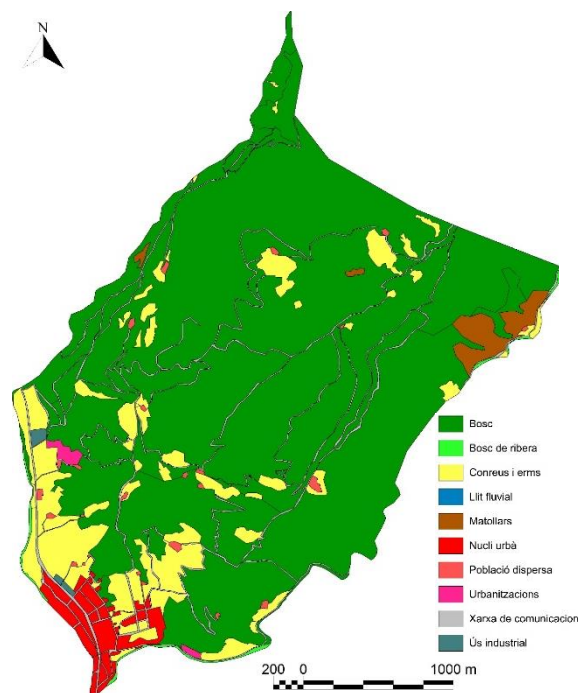 N
Bosc
Bosc de ribera
Conreus i erms
Llit fluvial
Matollars
Nucli urbà
Població dispersa
Urbanitzacions
Xarxa de comunicacion
Ús industrial
200 0 1000 m